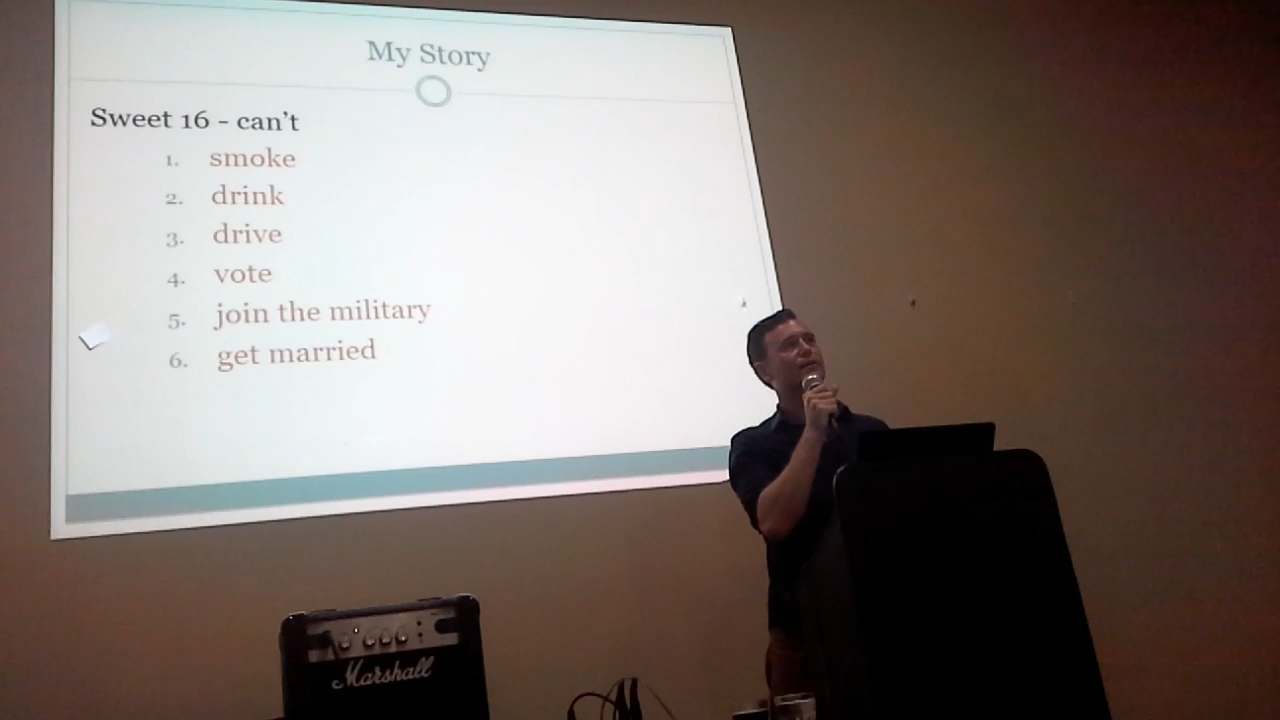 My Story
Sweet 16 - can't
1. smoke
2. drink
3. drive
4. vote
5. join the military
6. get married
Marshall